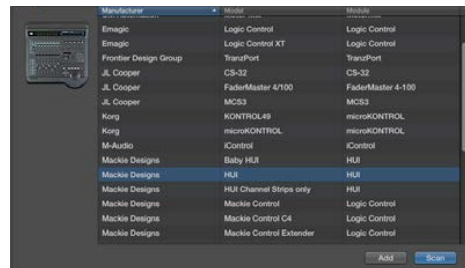 Manufacturer Model Module
Emagic Logic Control Logic Control
Emagic Logic Control XT Logic Control
Frontier Design Group TranzPort TranzPort
JL Cooper CS-32 CS-32
JL Cooper FaderMaster 4/100 FaderMaster 4-100
JL Cooper MCS3 MCS3
Korg KONTROL49 microKONTROL
Korg microKONTROL microKONTROL
M-Audio iControl iControl
Mackie Designs Baby HUI HUI
Mackie Designs HUI HUI
Mackie Designs HUI Channel Strips only HUI
Mackie Designs Mackie Control Logic Control
Mackie Designs Mackie Control C4 Logic Control
Mackie Designs Mackie Control Extender Logic Control
Add Scan